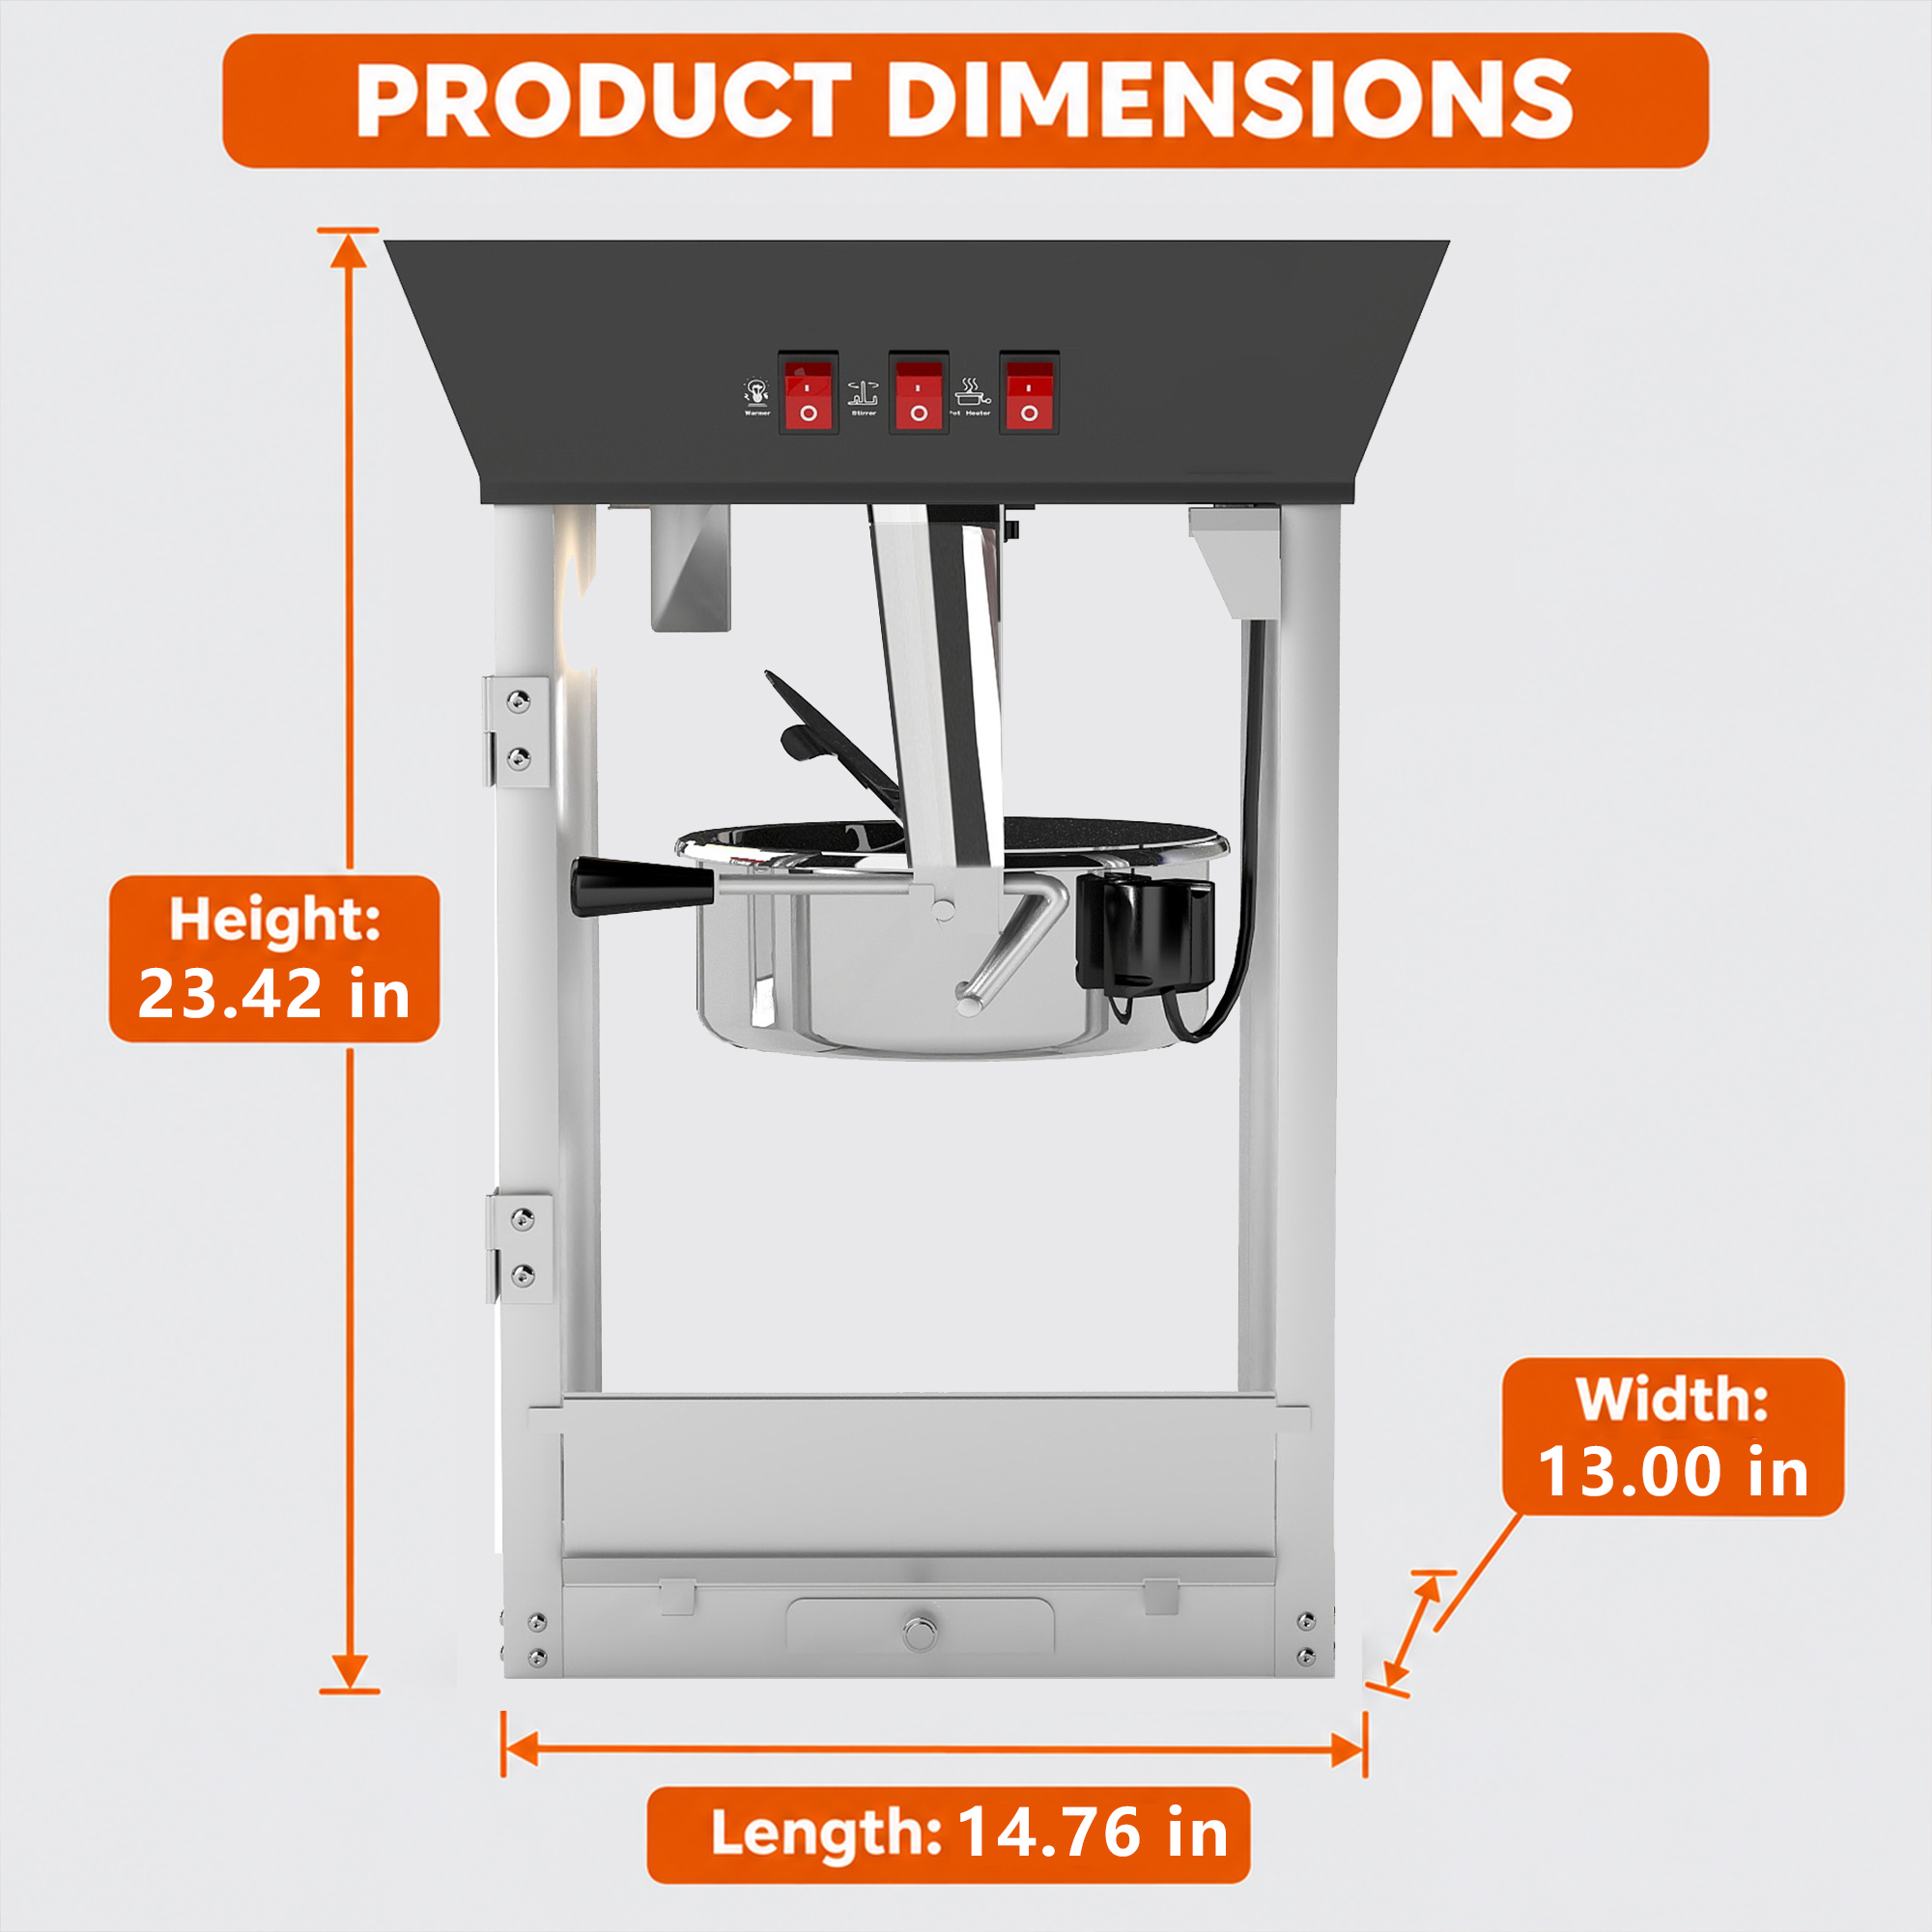 PRODUCT DIMENSIONS
Warmer
Stirrer
Pot Heater
Height:
23.42 in
Width:
13.00 in
Length: 14.76 in